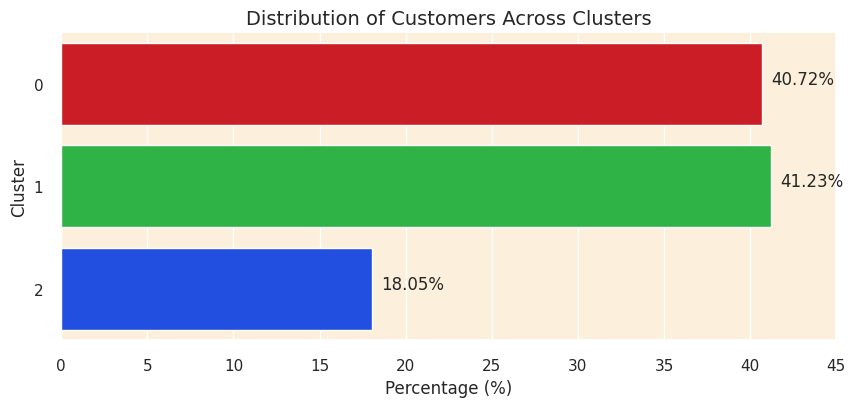 Distribution of Customers Across Clusters
0
40.72%
1
41.23%
2
18.05%
Cluster
0 5 10 15 20 25 30 35 40 45
Percentage (%)